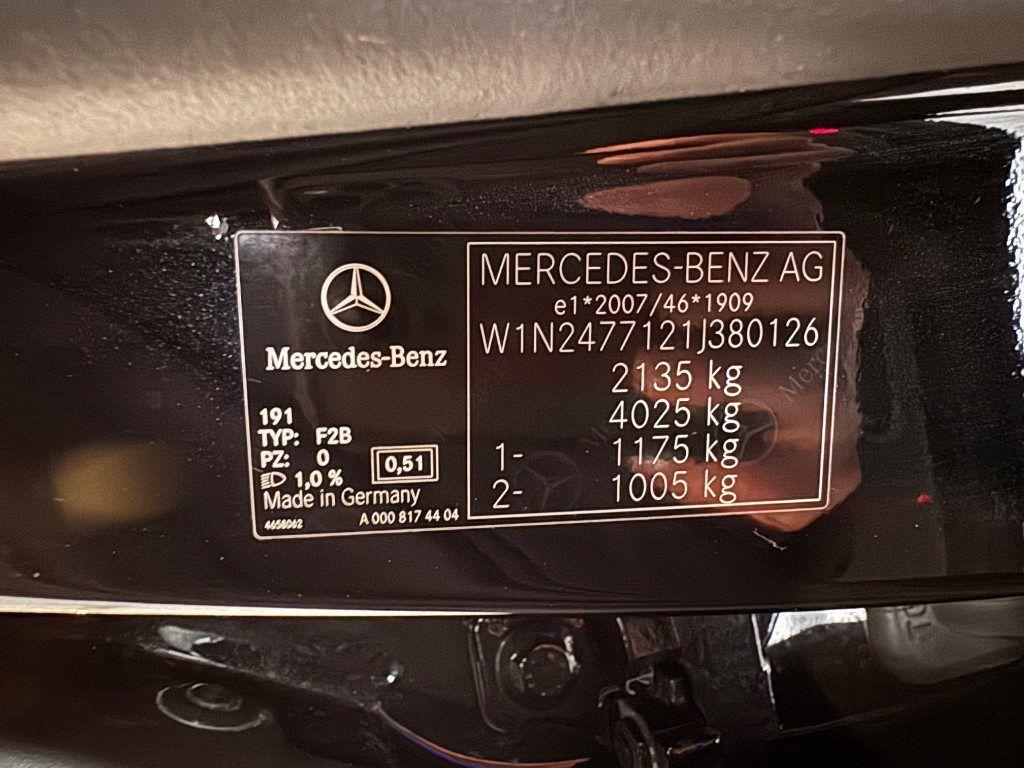 Mercedes-Benz
191
TYP: F2B
PZ: 0
1,0 %
0,51
Made in Germany
4658062
A 000 817 44 04
MERCEDES-BENZ AG
e1*2007/46*1909
W1N2477121J380126
2135 kg
4025 kg
1- 1175 kg
2- 1005 kg